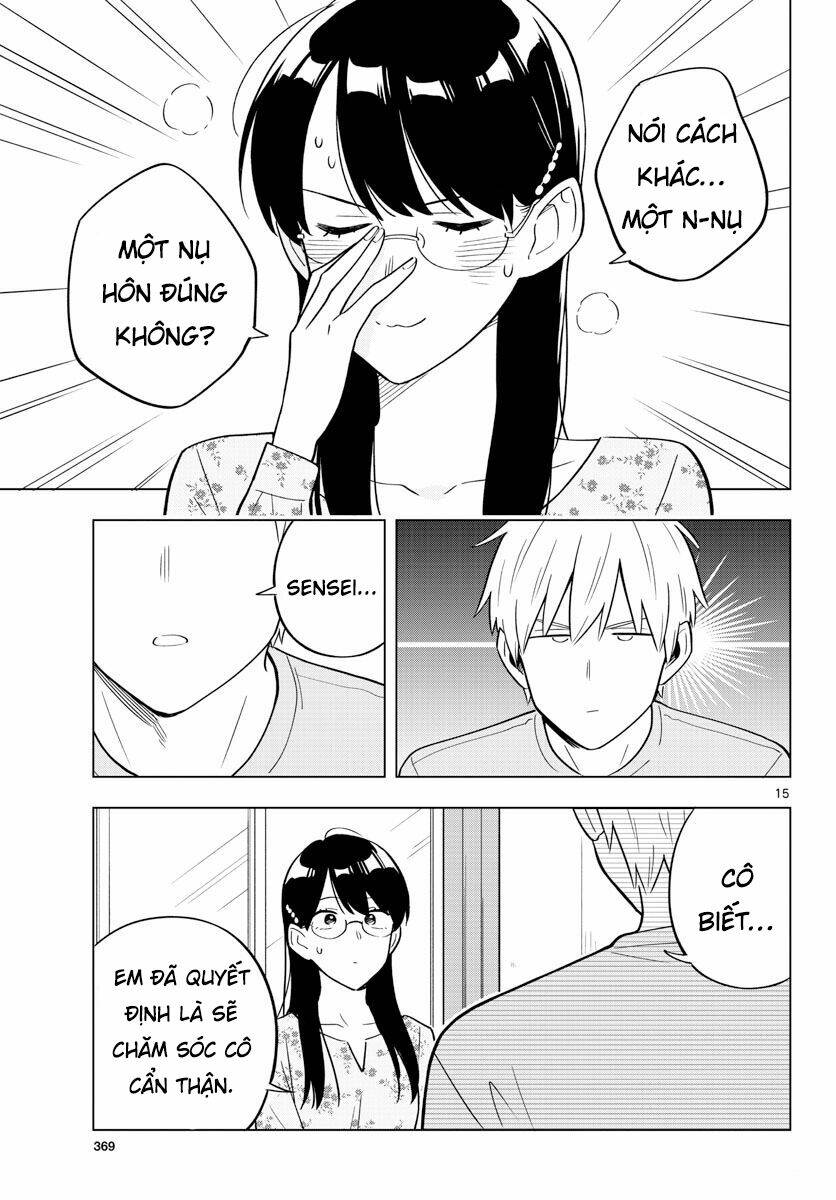 NÓI CÁCH
KHÁC...
MỘT N-NỤ
MỘT NỤ
HÔN ĐÚNG
KHÔNG?
SENSEI...
15
CÔ
BIẾT...
EM ĐÃ QUYẾT
ĐỊNH LÀ SẼ
CHĂM SÓC CÔ
CẨN THẬN.
369